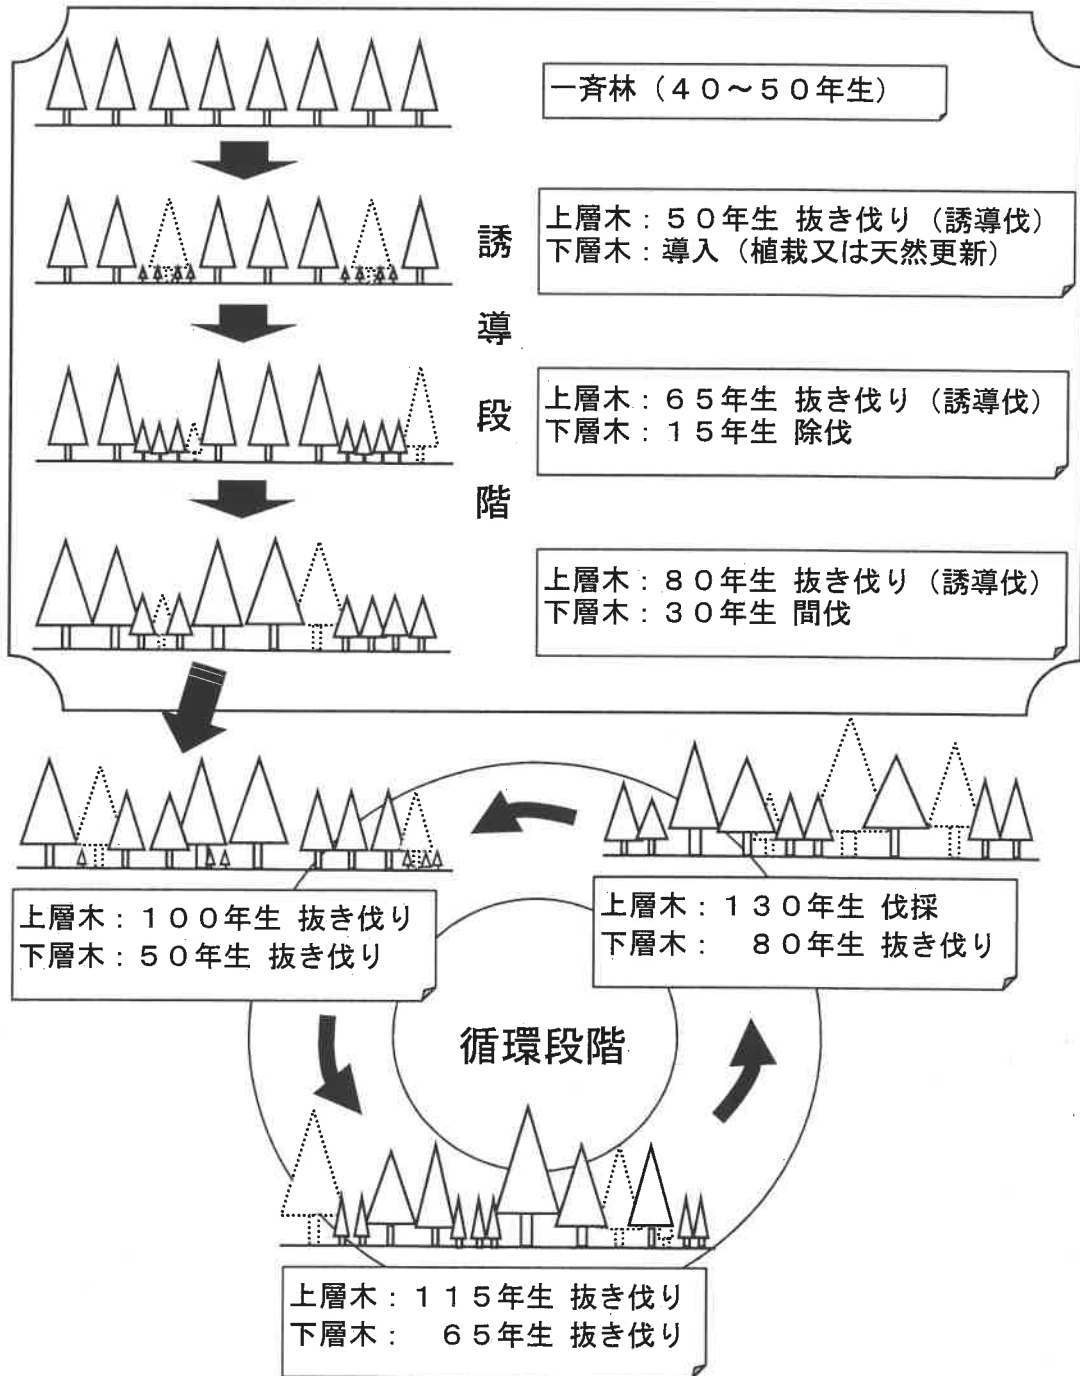 一斉林（４０～５０年生）
上層木：５０年生 抜き伐り（誘導伐）
下層木：導入（植栽又は天然更新）
誘導段階
上層木：６５年生 抜き伐り（誘導伐）
下層木：１５年生 除伐
上層木：８０年生 抜き伐り（誘導伐）
下層木：３０年生 間伐
上層木：１００年生 抜き伐り
下層木：５０年生 抜き伐り
上層木：１３０年生 伐採
下層木：　８０年生 抜き伐り
循環段階
上層木：１１５年生 抜き伐り
下層木：　６５年生 抜き伐り